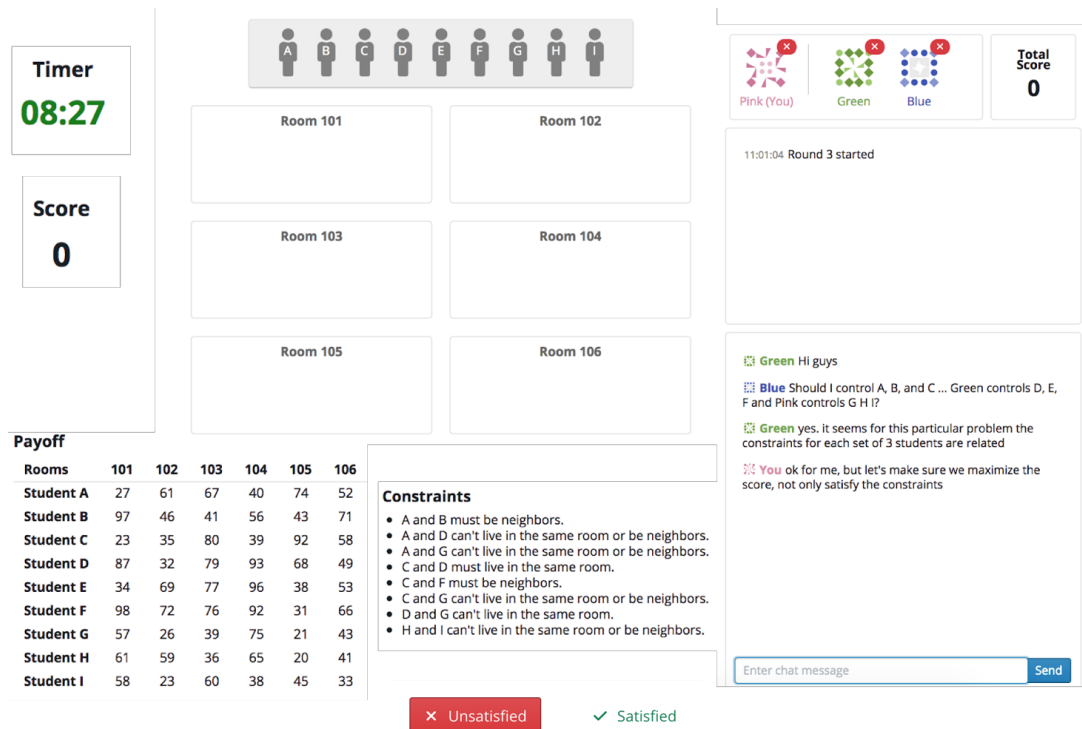 Timer
08:27
Score
0
A B C D E F G H I
Room 101
Room 102
Room 103
Room 104
Room 105
Room 106
Pink (You)
Green
Blue
Total
Score
0
11:01:04 Round 3 started
Green Hi guys
Blue Should I control A, B, and C ... Green controls D, E,
F and Pink controls G H I?
Green yes. it seems for this particular problem the
constraints for each set of 3 students are related
You ok for me, but let's make sure we maximize the
score, not only satisfy the constraints
Enter chat message
Send
Payoff
Rooms 101 102 103 104 105 106
Student A 27 61 67 40 74 52
Student B 97 46 41 56 43 71
Student C 23 35 80 39 92 58
Student D 87 32 79 93 68 49
Student E 34 69 77 96 38 53
Student F 98 72 76 92 31 66
Student G 57 26 39 75 21 43
Student H 61 59 36 65 20 41
Student I 58 23 60 38 45 33
Constraints
• A and B must be neighbors.
• A and D can't live in the same room or be neighbors.
• A and G can't live in the same room or be neighbors.
• C and D must live in the same room.
• C and F must be neighbors.
• C and G can't live in the same room or be neighbors.
• D and G can't live in the same room.
• H and I can't live in the same room or be neighbors.
Unsatisfied
Satisfied